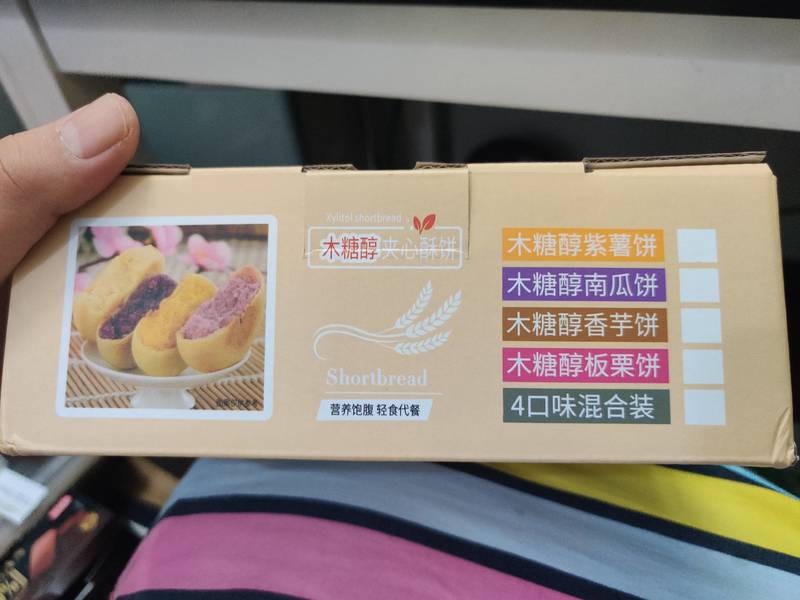 Xylitol shortbread
木糖醇夹心酥饼
Shortbread
营养饱腹 轻食代餐
木糖醇紫薯饼
木糖醇南瓜饼
木糖醇香芋饼
木糖醇板栗饼
4口味混合装